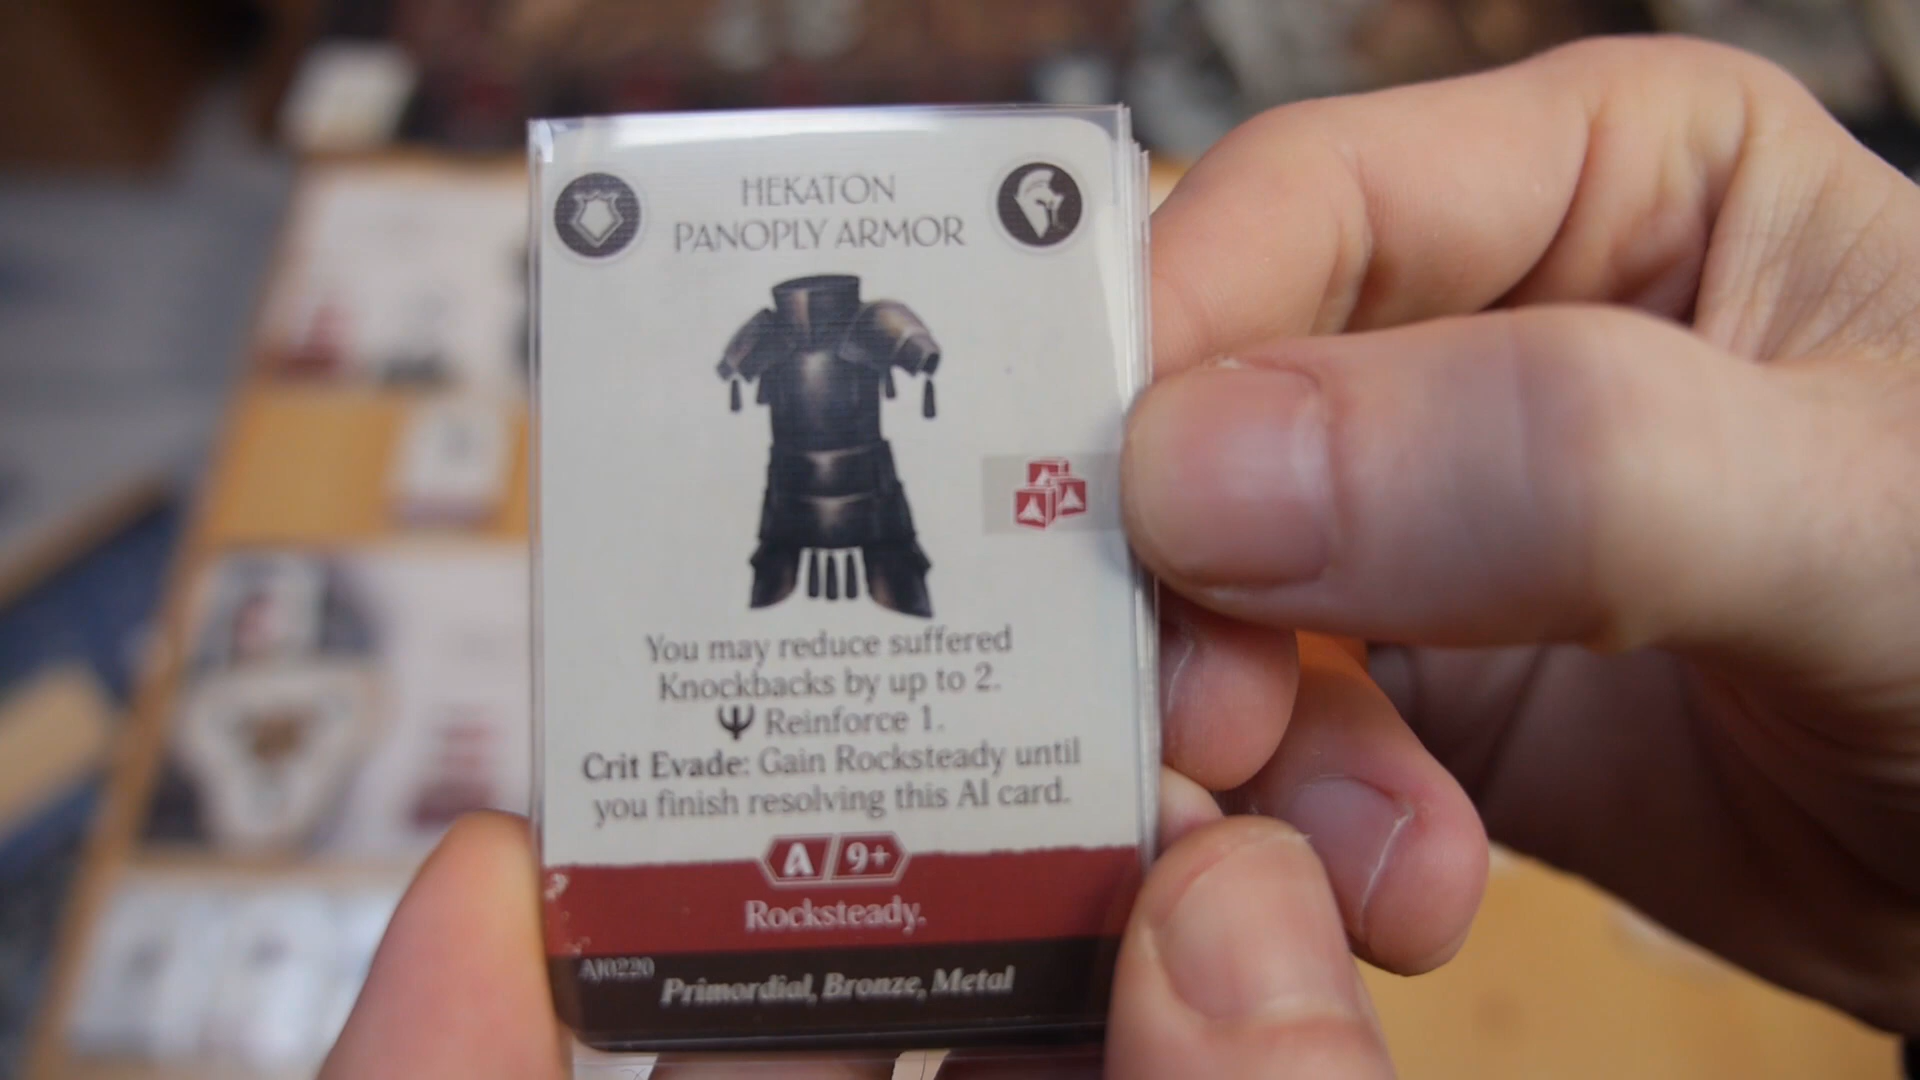 HEKATON
PANOPLY ARMOR
You may reduce suffered
Knockbacks by up to 2.
Reinforce 1.
Crit Evade: Gain Rocksteady until
you finish resolving this AI card.
A / 9+
Rocksteady.
AJ0220
Primordial, Bronze, Metal